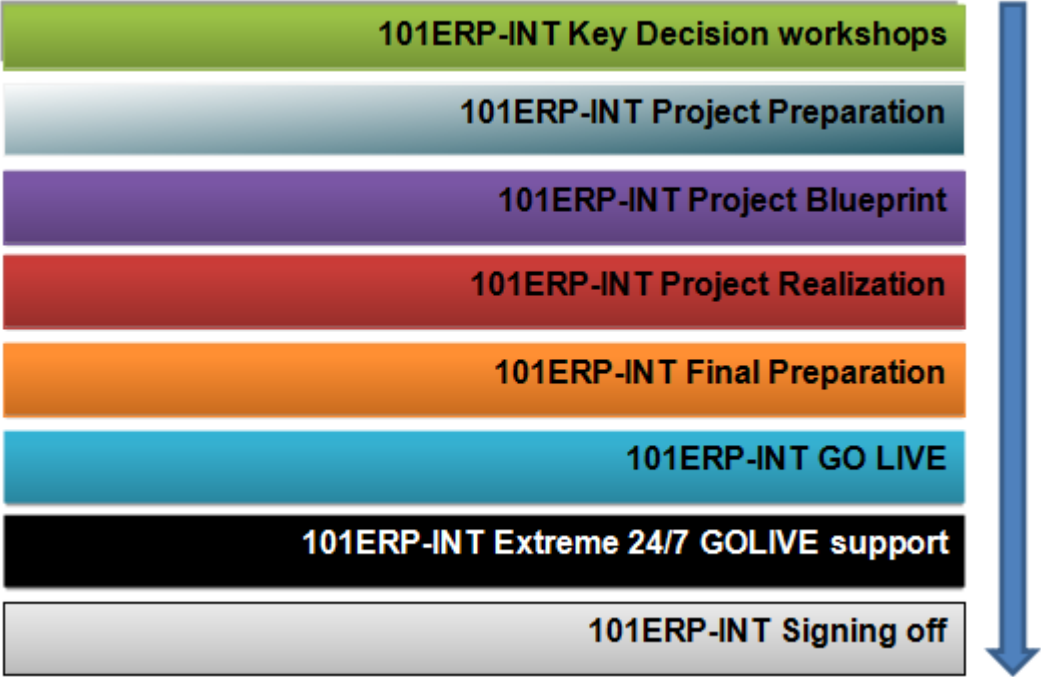 101ERP-INT Key Decision workshops
101ERP-INT Project Preparation
101ERP-INT Project Blueprint
101ERP-INT Project Realization
101ERP-INT Final Preparation
101ERP-INT GO LIVE
101ERP-INT Extreme 24/7 GOLIVE support
101ERP-INT Signing off